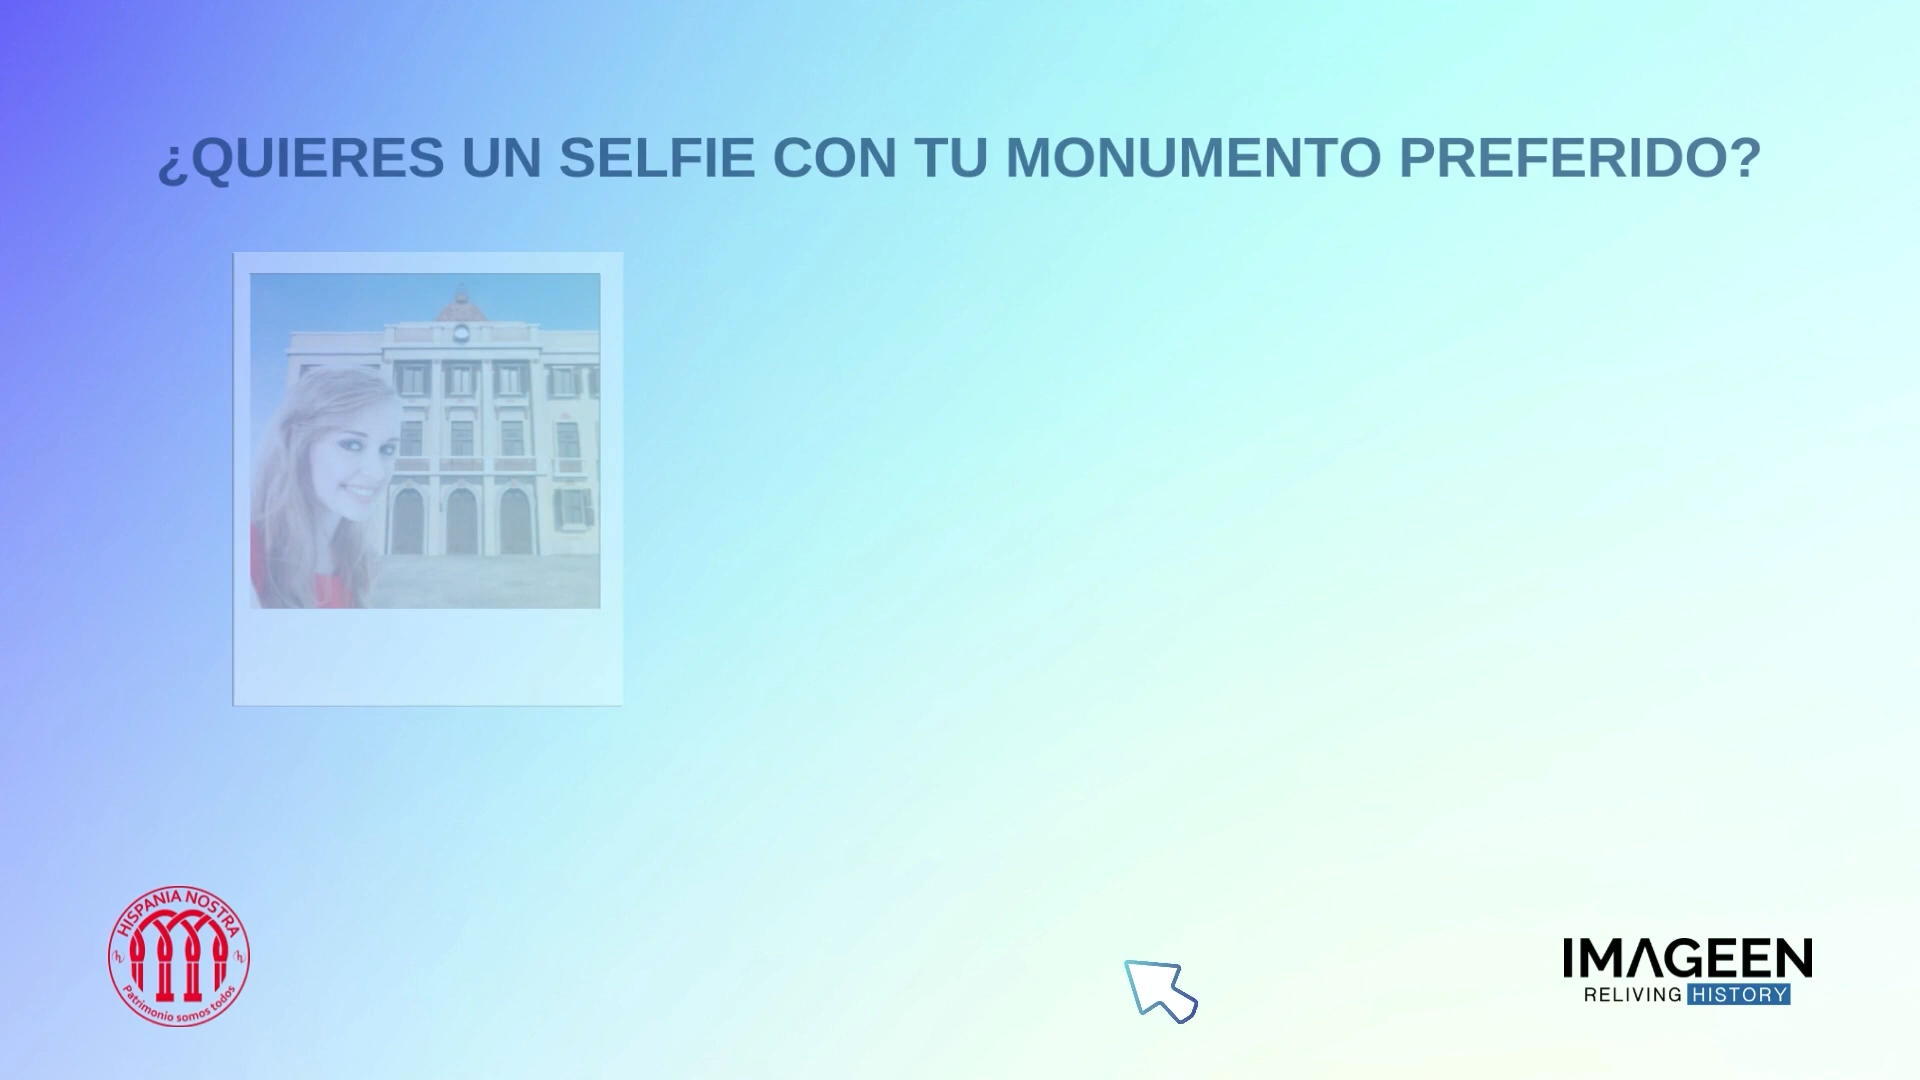 ¿QUIERES UN SELFIE CON TU MONUMENTO PREFERIDO?
HISPANIA NOSTRA
Patrimonio somos todos
IMAGEEN
RELIVING HISTORY